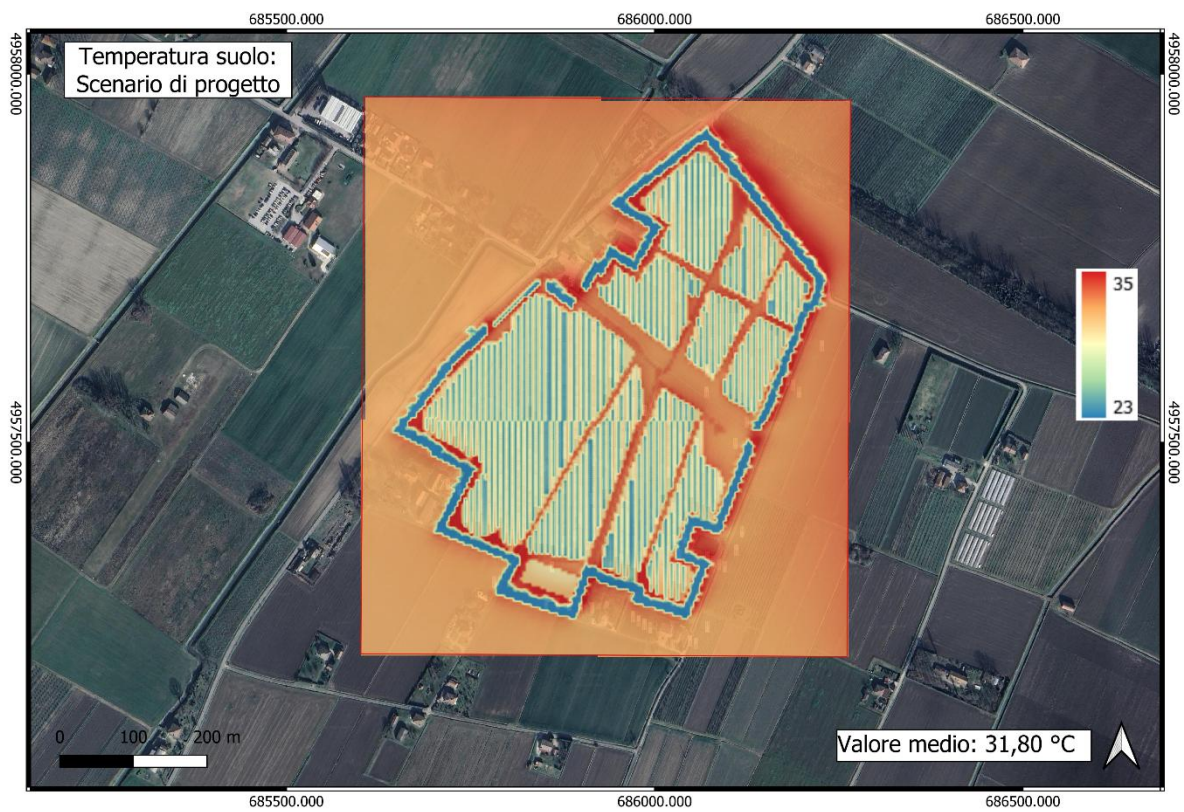 685500.000 686000.000 686500.000
Temperatura suolo:
Scenario di progetto
4958000.000 4958000.000
35
23
4957500.000 4957500.000
0 100 200 m
Valore medio: 31,80 °C
685500.000 686000.000 686500.000